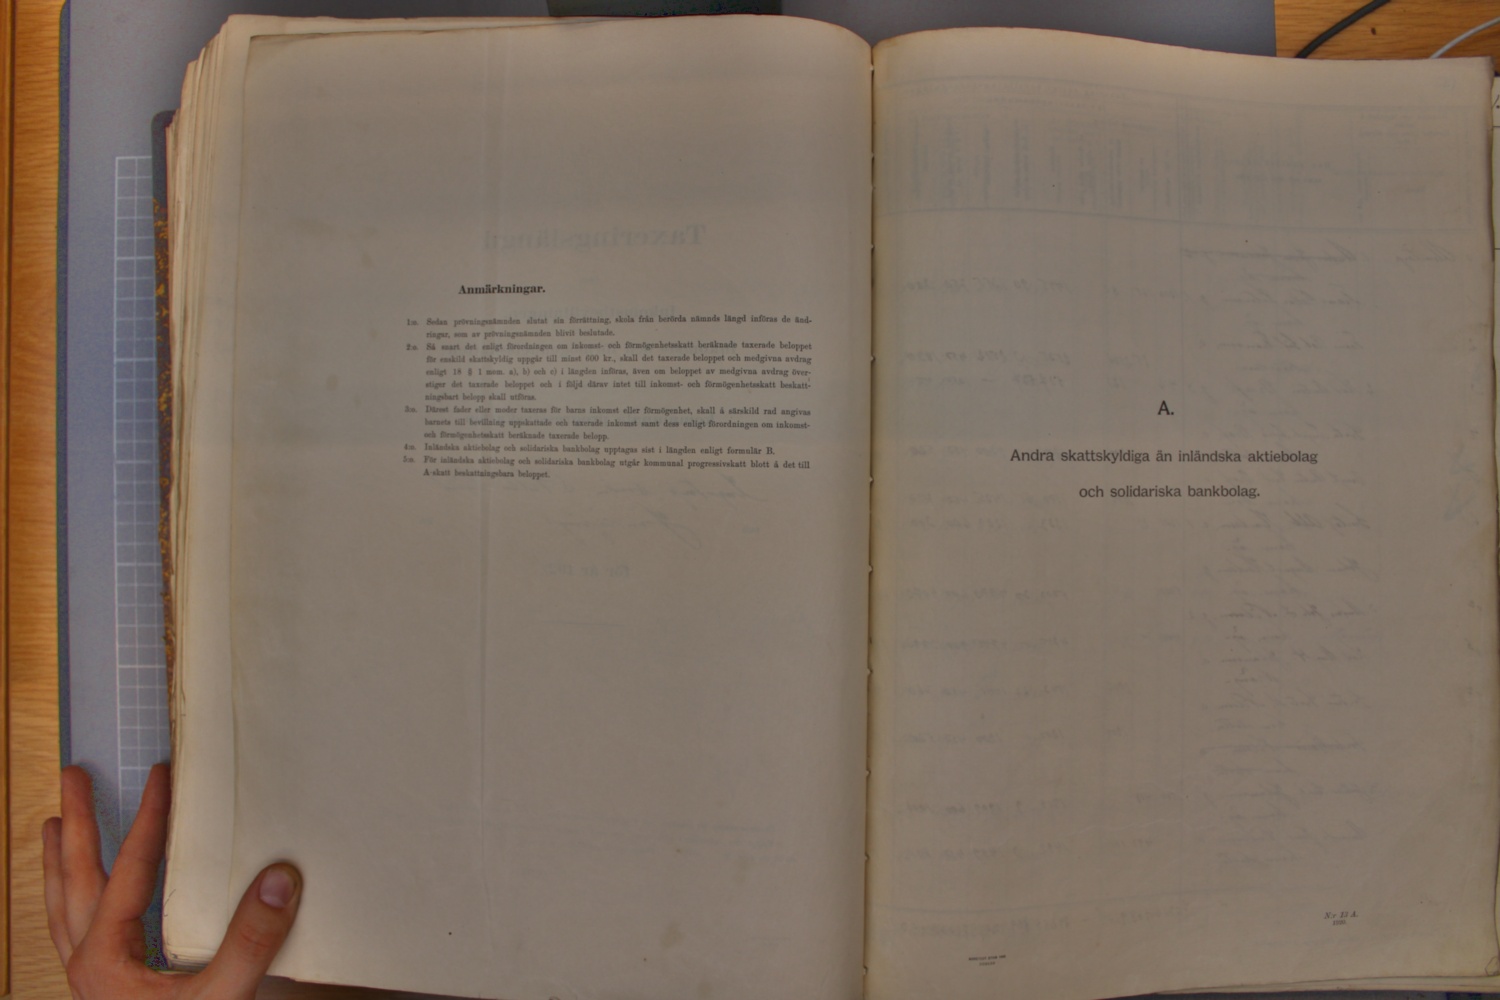 Anmärkningar.
1:o. Sedan prövningsnämnden slutat sin förrättning, skola från berörda nämnds längd införas de änd-
ringar, som av prövningsnämnden blivit beslutade.
2:o. Så snart det enligt förordningen om inkomst- och förmögenhetsskatt beräknade taxerade beloppet
för enskild skattskyldig uppgår till minst 600 kr., skall det taxerade beloppet och medgivna avdrag
enligt 18 § 1 mom. a), b) och c) i längden införas, även om beloppet av medgivna avdrag över-
stiger det taxerade beloppet och i följd därav intet till inkomst- och förmögenhetsskatt beskatt-
ningsbart belopp skall utföras.
3:o. Därest fader eller moder taxeras för barns inkomst eller förmögenhet, skall å särskild rad angivas
barnets till bevillning uppskattade och taxerade inkomst samt dess enligt förordningen om inkomst-
och förmögenhetsskatt beräknade taxerade belopp.
4:o. Inländska aktiebolag och solidariska bankbolag upptagas sist i längden enligt formulär B.
5:o. För inländska aktiebolag och solidariska bankbolag utgår kommunal progressivskatt blott å det till
A-skatt beskattningsbara beloppet.
A.
Andra skattskyldiga än inländska aktiebolag
och solidariska bankbolag.
N:r 15 A.